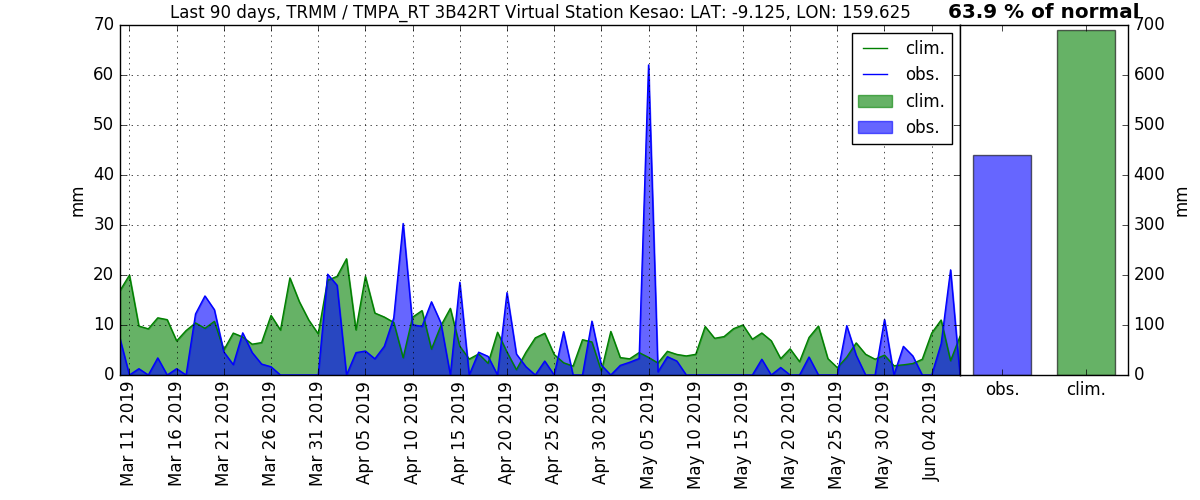 Last 90 days, TRMM / TMPA_RT 3B42RT Virtual Station Kesao: LAT: -9.125, LON: 159.625
63.9 % of normal
70
60
50
40
30
20
10
0
mm
clim.
obs.
clim.
obs.
700
600
500
400
300
200
100
0
mm
Mar 11 2019
Mar 16 2019
Mar 21 2019
Mar 26 2019
Mar 31 2019
Apr 05 2019
Apr 10 2019
Apr 15 2019
Apr 20 2019
Apr 25 2019
Apr 30 2019
May 05 2019
May 10 2019
May 15 2019
May 20 2019
May 25 2019
May 30 2019
Jun 04 2019
obs.
clim.